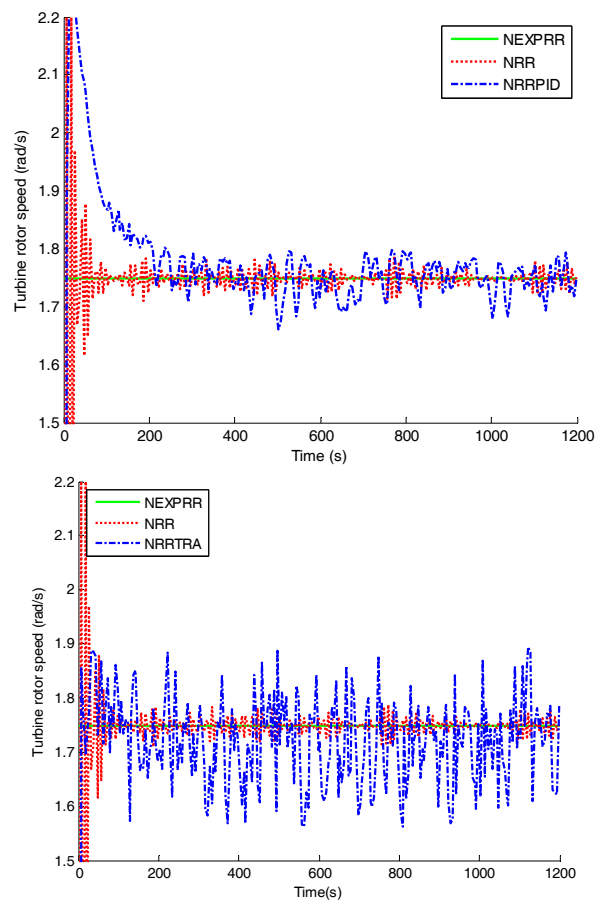 2.2
2.1
2
1.9
1.8
1.7
1.6
1.5
Turbine rotor speed (rad/s)
NEXPRR
NRR
NRRPID
0 200 400 600 800 1000 1200
Time (s)
2.2
2.1
2
1.9
1.8
1.7
1.6
1.5
Turbine rotor speed (rad/s)
NEXPRR
NRR
NRRTRA
0 200 400 600 800 1000 1200
Time(s)